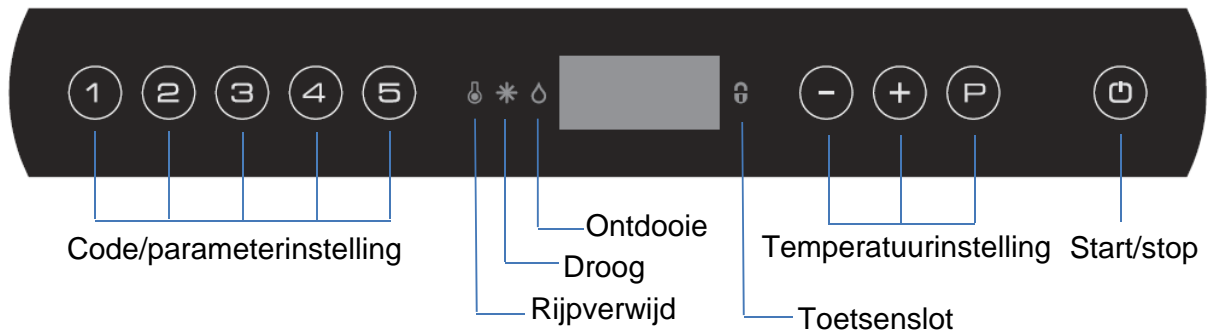 1 2 3 4 5 - + P
Ontdooie
Code/parameterinstelling Temperatuurinstelling Start/stop
Droog
Rijpverwijd
Toetsenslot